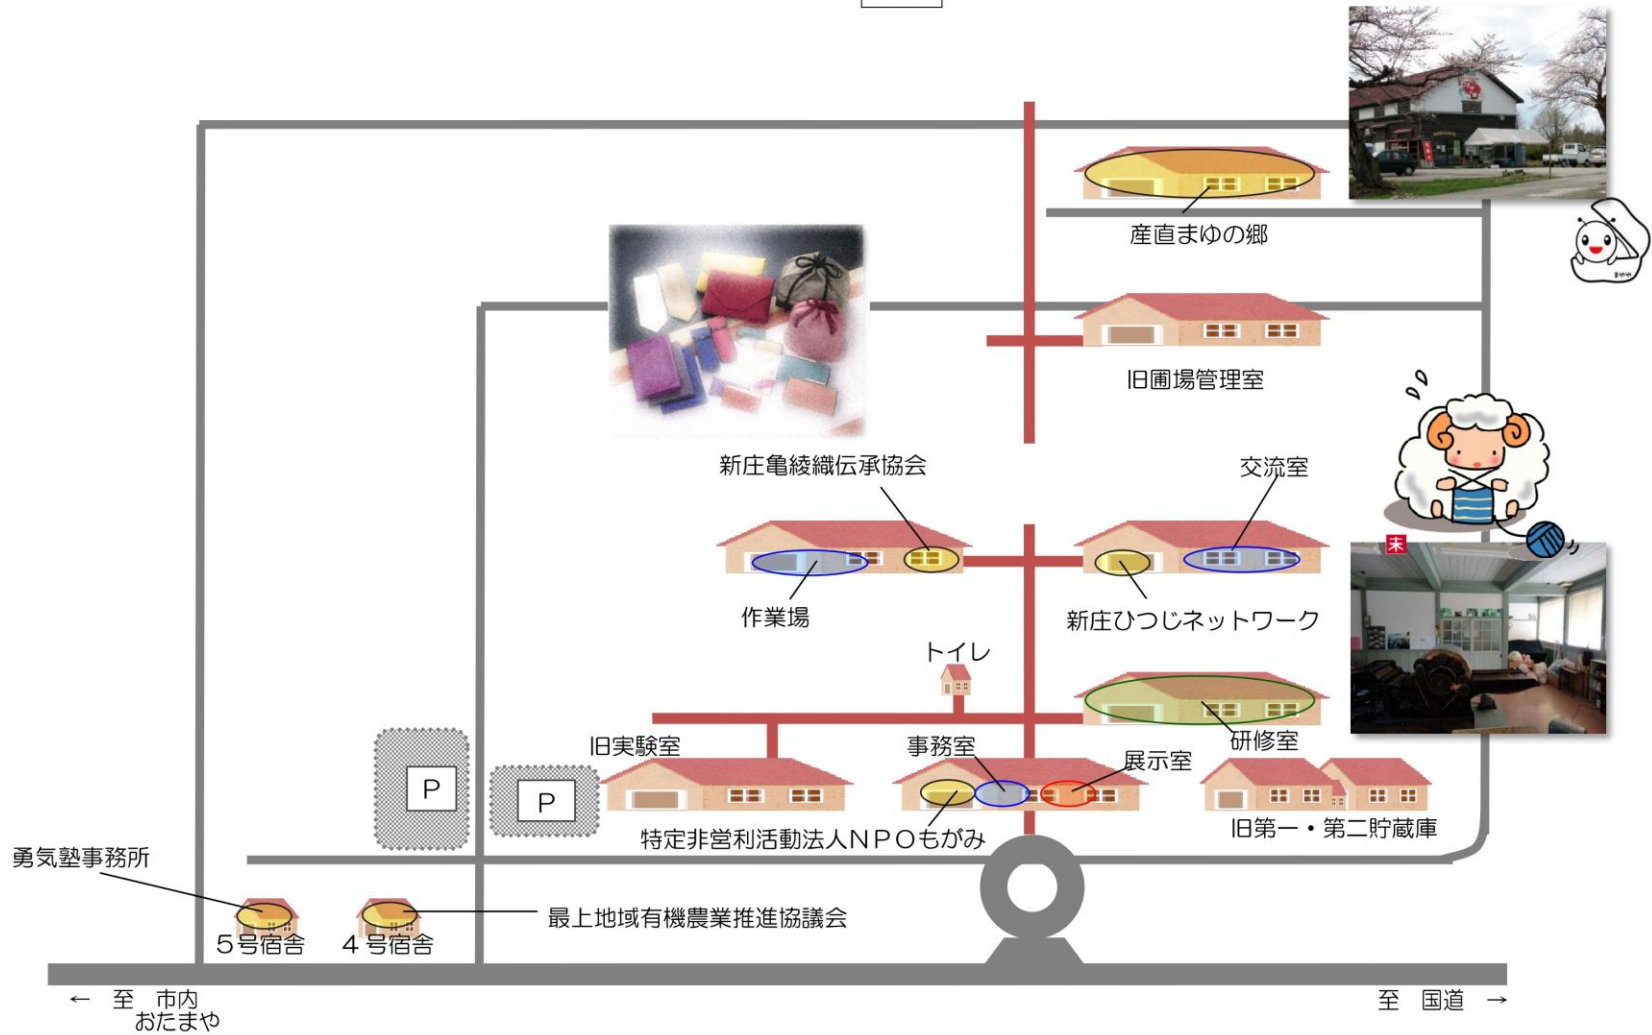 産直まゆの郷
まゆや
旧圃場管理室
新庄亀綾織伝承協会
交流室
作業場
新庄ひつじネットワーク
未
トイレ
旧実験室
事務室
研修室
展示室
P
P
特定非営利活動法人NPOもがみ
旧第一・第二貯蔵庫
勇気塾事務所
最上地域有機農業推進協議会
5号宿舎
4号宿舎
← 至 市内
おたまや
至 国道 →